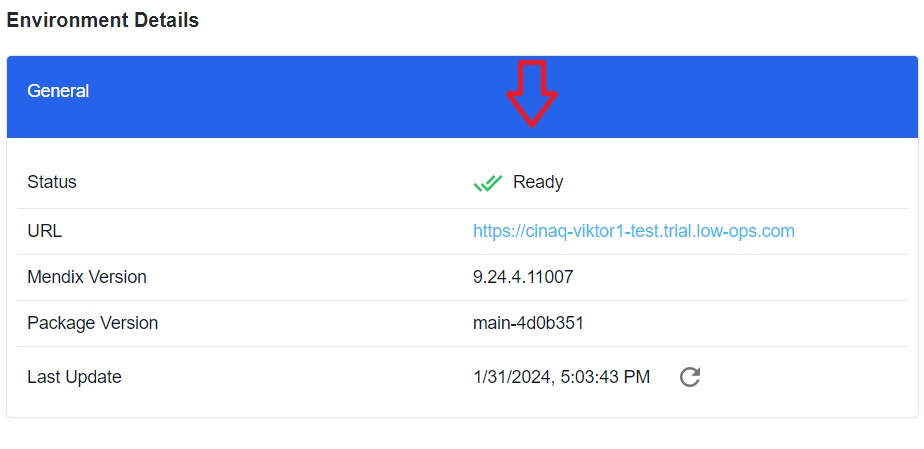 Environment Details
General
Status Ready
URL https://cinaq-viktor1-test.trial.low-ops.com
Mendix Version 9.24.4.11007
Package Version main-4d0b351
Last Update 1/31/2024, 5:03:43 PM